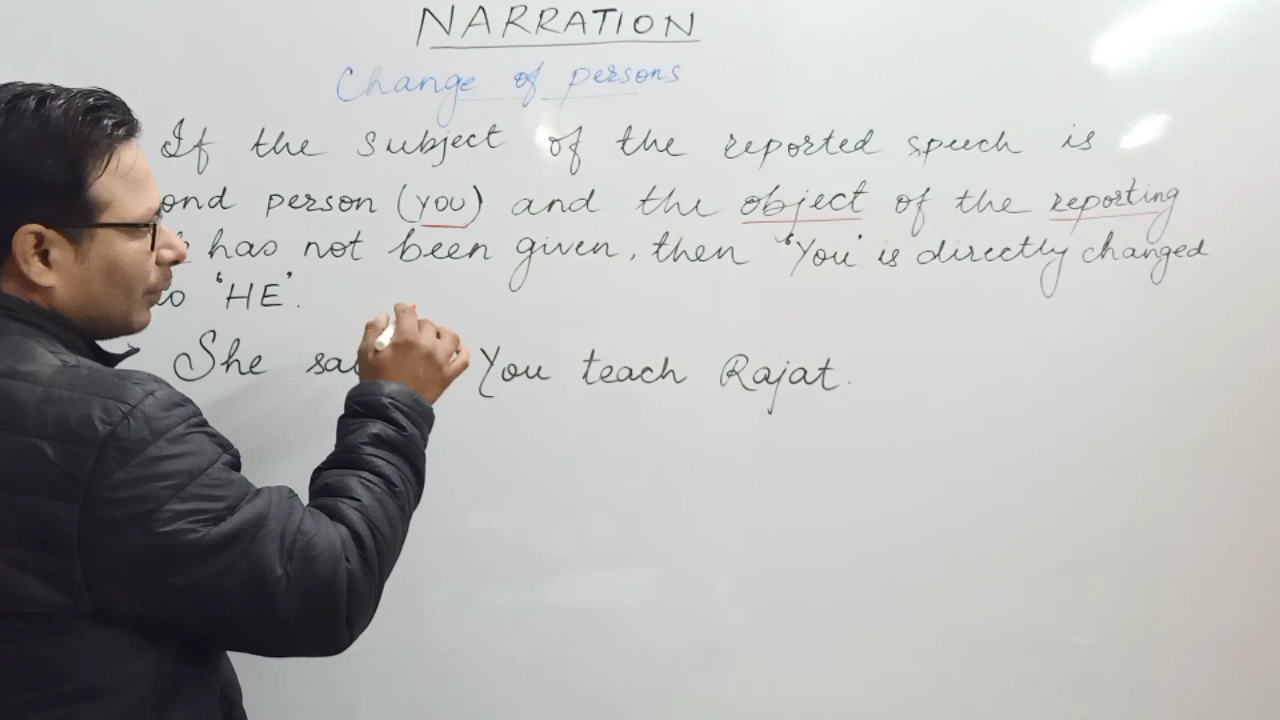 NARRATION
Change of persons
If the subject of the reported speech is
ond person (you) and the object of the reporting
has not been given, then "You' is directly changed
'HE'.
She sa You teach Rajat.